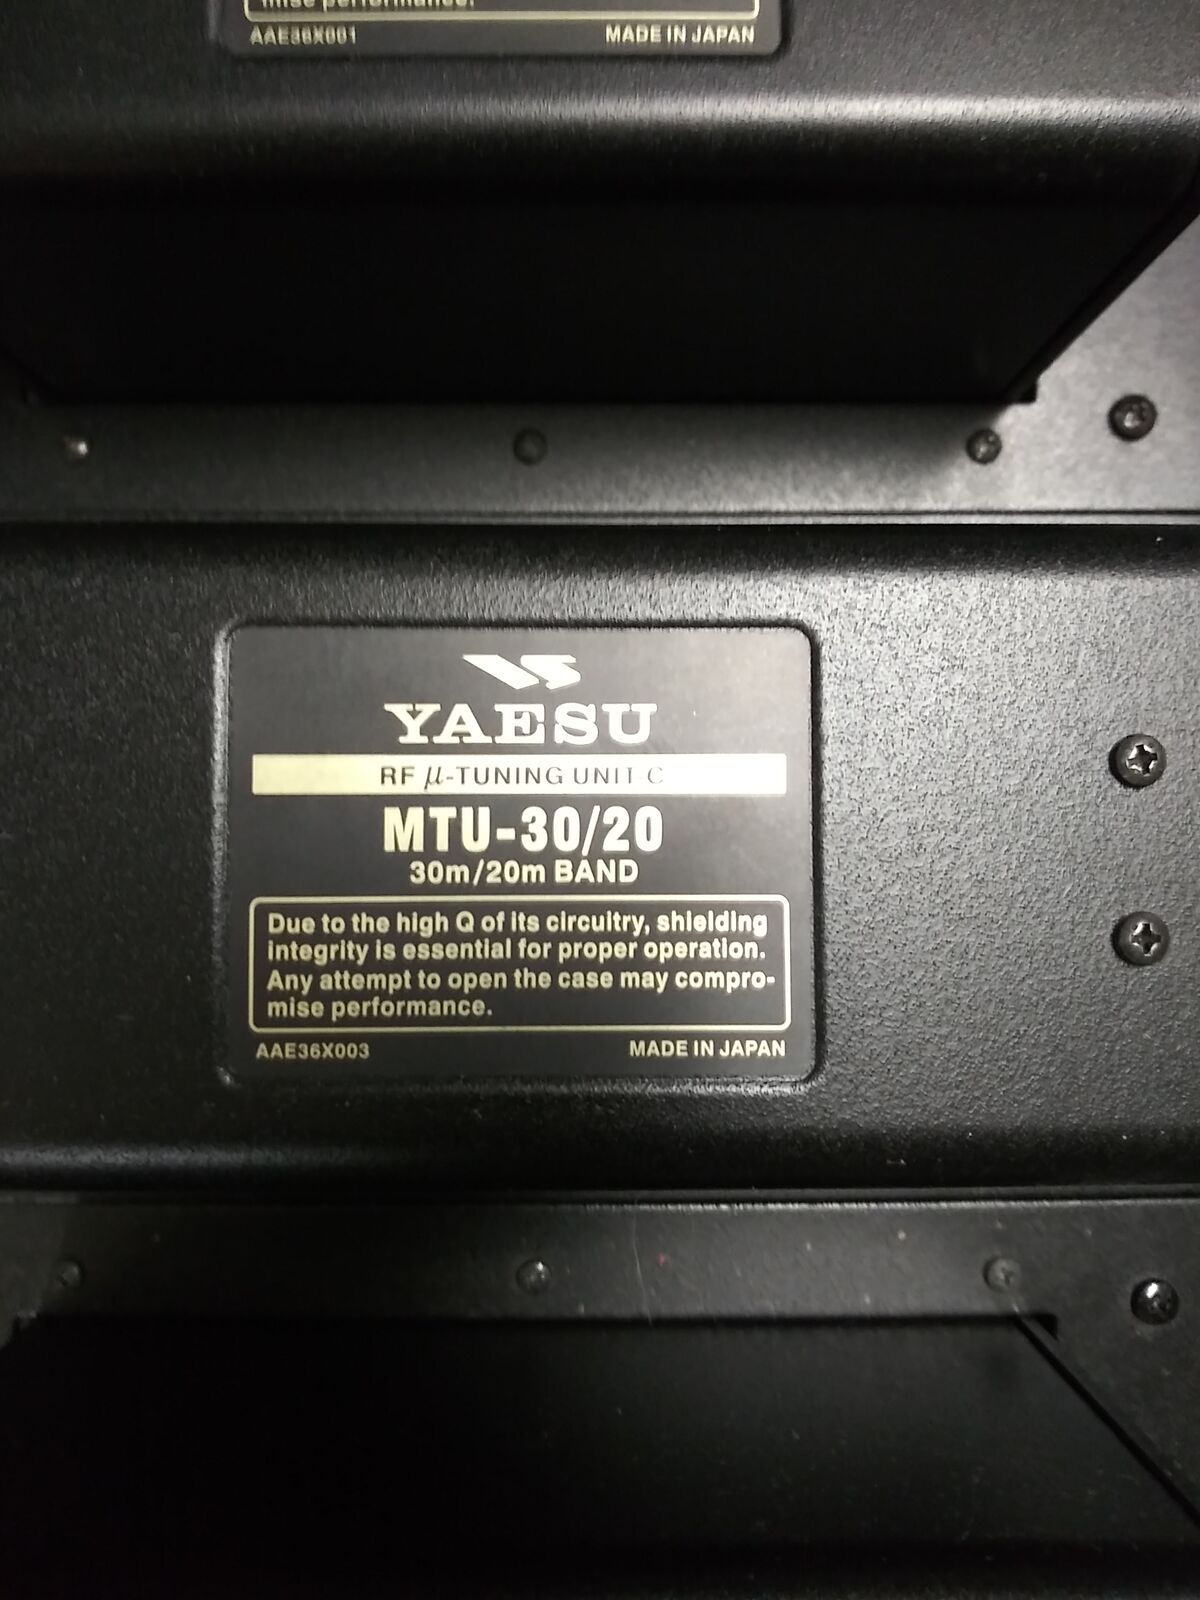 mise performance.
AAE36X001 MADE IN JAPAN
YAESU
RF μ-TUNING UNIT-C
MTU-30/20
30m/20m BAND
Due to the high Q of its circuitry, shielding
integrity is essential for proper operation.
Any attempt to open the case may compro-
mise performance.
AAE36X003 MADE IN JAPAN